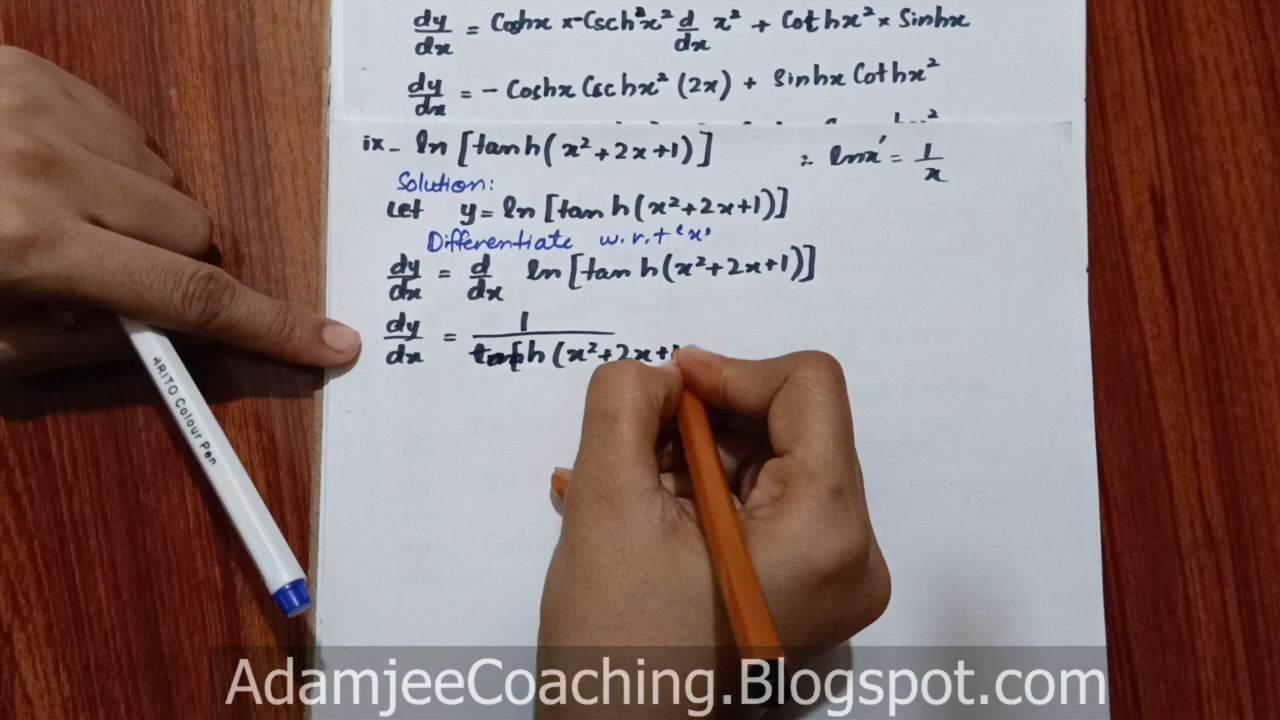 dy/dx = Coshx x -Csch²x² d/dx x² + Cothx² × Sinhx
dy/dx = - Coshx Cschx² (2x) + Sinhx Cothx²
ix- ln [tanh(x²+2x+1)] ∴ lnx' = 1/x
Solution:
Let y = ln [tanh(x²+2x+1)]
Differentiate w.r.t 'x'
dy/dx = d/dx ln [tanh(x²+2x+1)]
dy/dx = 1/tanh (x²+2x+1
ARITO Colour Pen
AdamjeeCoaching.Blogspot.com